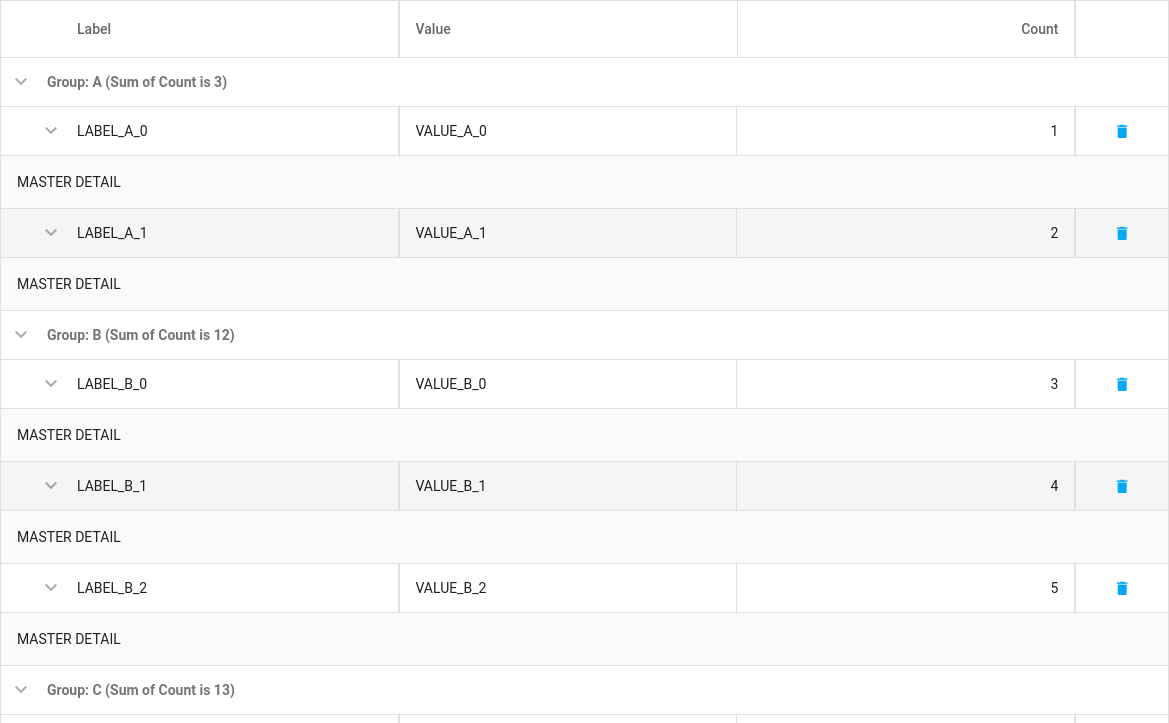 Label Value Count
Group: A (Sum of Count is 3)
LABEL_A_0 VALUE_A_0 1
MASTER DETAIL
LABEL_A_1 VALUE_A_1 2
MASTER DETAIL
Group: B (Sum of Count is 12)
LABEL_B_0 VALUE_B_0 3
MASTER DETAIL
LABEL_B_1 VALUE_B_1 4
MASTER DETAIL
LABEL_B_2 VALUE_B_2 5
MASTER DETAIL
Group: C (Sum of Count is 13)